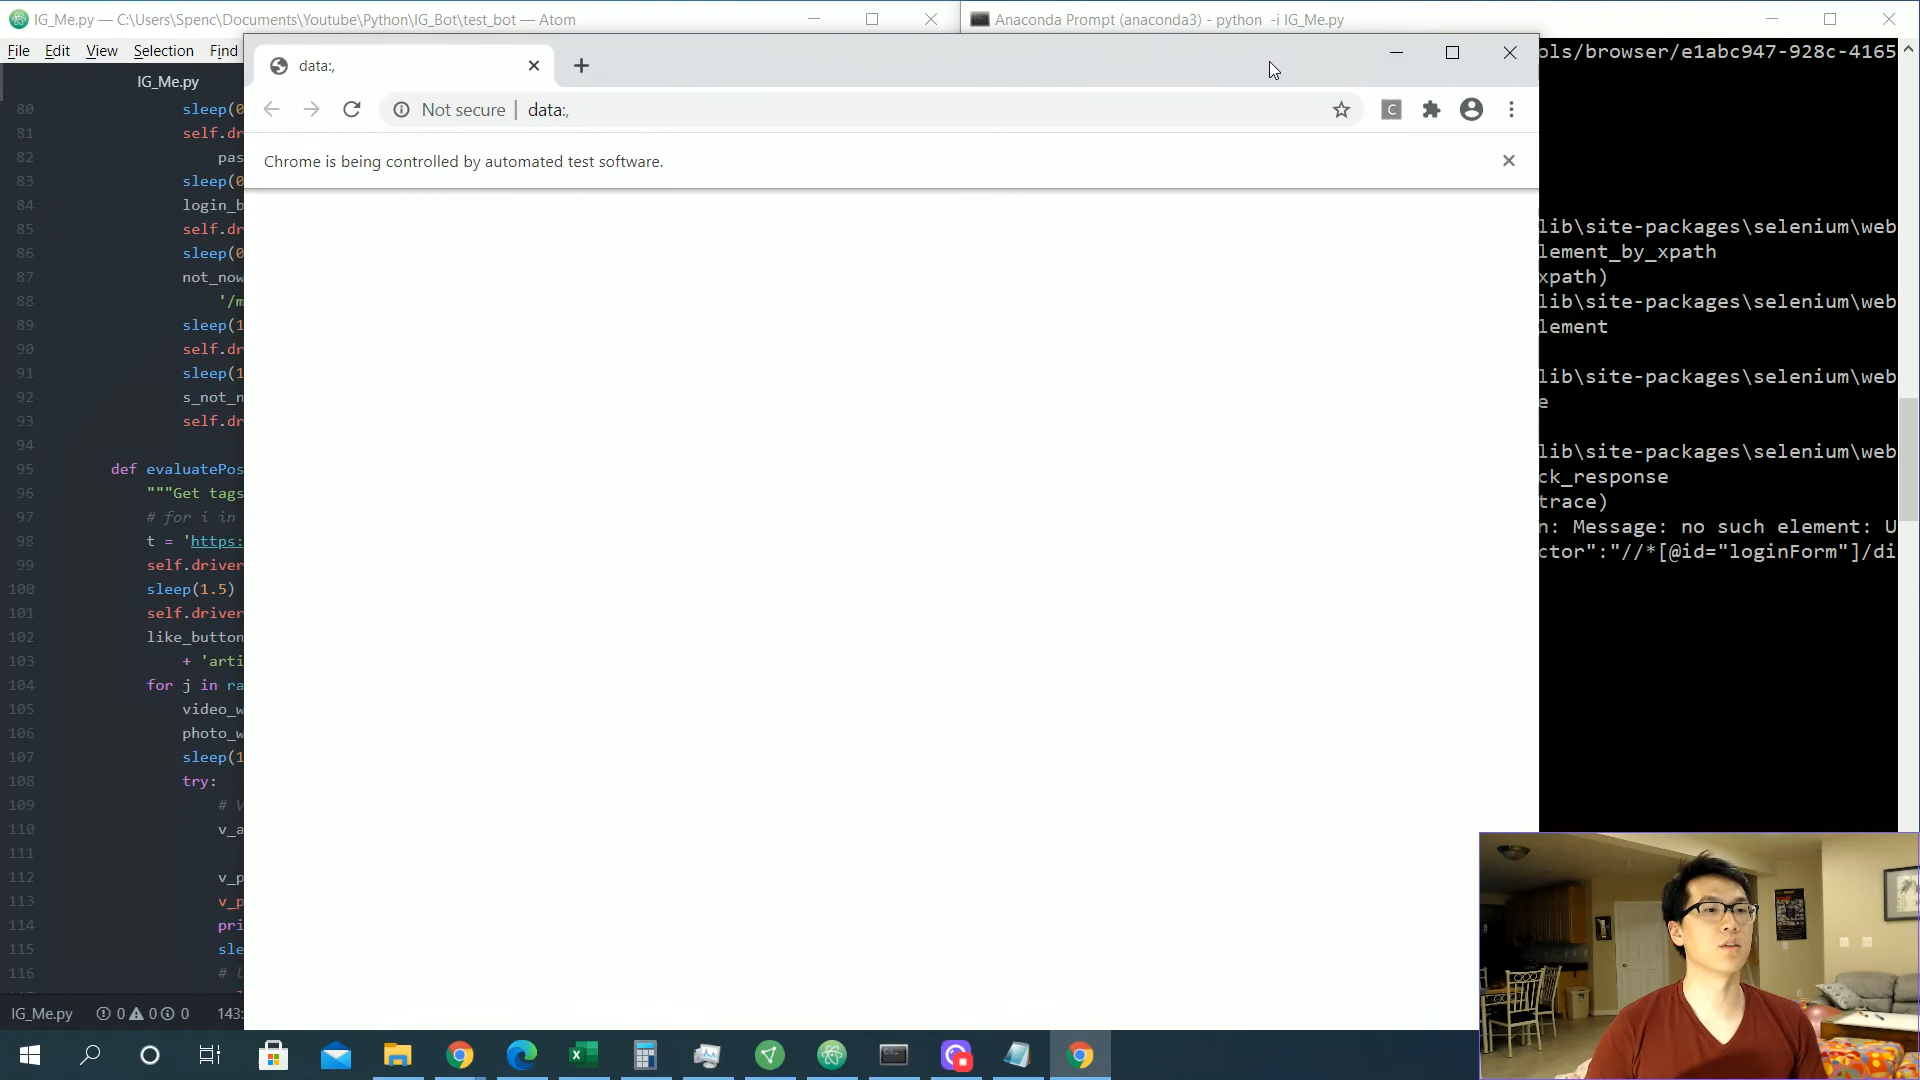 IG_Me.py — C:\Users\Spenc\Documents\Youtube\Python\IG_Bot\test_bot — Atom
File Edit View Selection Find
IG_Me.py
80 sleep(0
81 self.dr
82 pas
83 sleep(0
84 login_b
85 self.dr
86 sleep(0
87 not_now
88 '/m
89 sleep(1
90 self.dr
91 sleep(1
92 s_not_n
93 self.dr
94
95 def evaluatePos
96 """Get tags
97 # for i in
98 t = 'https:
99 self.driver
100 sleep(1.5)
101 self.driver
102 like_button
103 + 'arti
104 for j in ra
105 video_w
106 photo_w
107 sleep(1
108 try:
109 # V
110 v_a
111
112 v_p
113 v_p
114 pri
115 sle
116 # L
IG_Me.py 0 0 0 143:
data:,
Not secure | data:,
C
Chrome is being controlled by automated test software.
Anaconda Prompt (anaconda3) - python -i IG_Me.py
ols/browser/e1abc947-928c-4165
lib\site-packages\selenium\web
lement_by_xpath
xpath)
lib\site-packages\selenium\web
lement
lib\site-packages\selenium\web
e
lib\site-packages\selenium\web
ck_response
trace)
n: Message: no such element: U
ctor":"//*[@id="loginForm"]/di